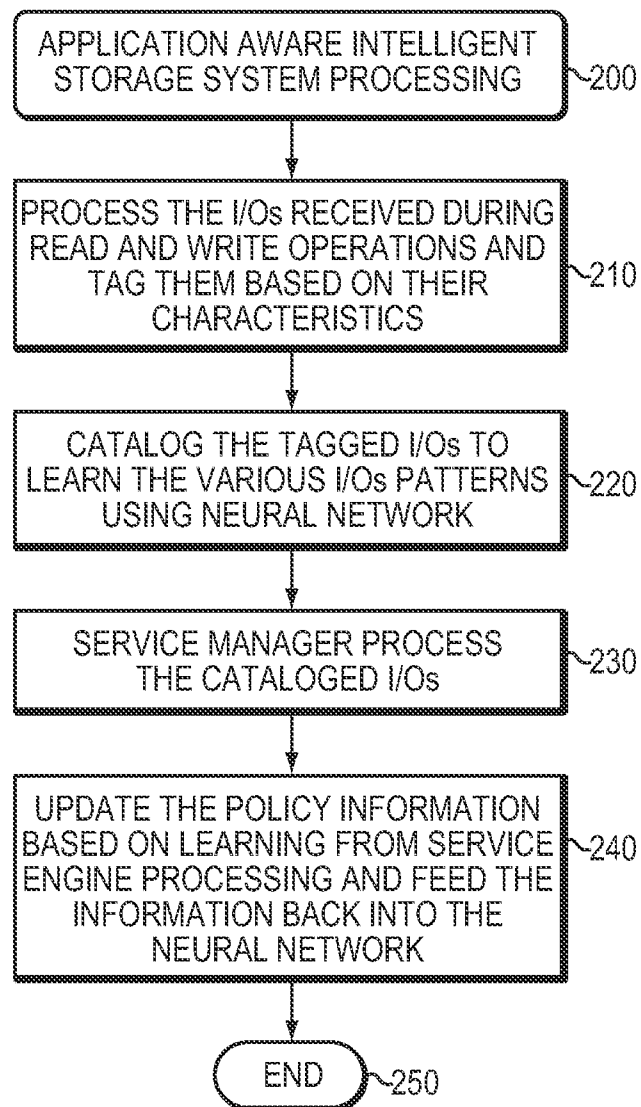 APPLICATION AWARE INTELLIGENT
STORAGE SYSTEM PROCESSING
200
PROCESS THE I/Os RECEIVED DURING
READ AND WRITE OPERATIONS AND
TAG THEM BASED ON THEIR
CHARACTERISTICS
210
CATALOG THE TAGGED I/Os TO
LEARN THE VARIOUS I/Os PATTERNS
USING NEURAL NETWORK
220
SERVICE MANAGER PROCESS
THE CATALOGED I/Os
230
UPDATE THE POLICY INFORMATION
BASED ON LEARNING FROM SERVICE
ENGINE PROCESSING AND FEED THE
INFORMATION BACK INTO THE
NEURAL NETWORK
240
END
250